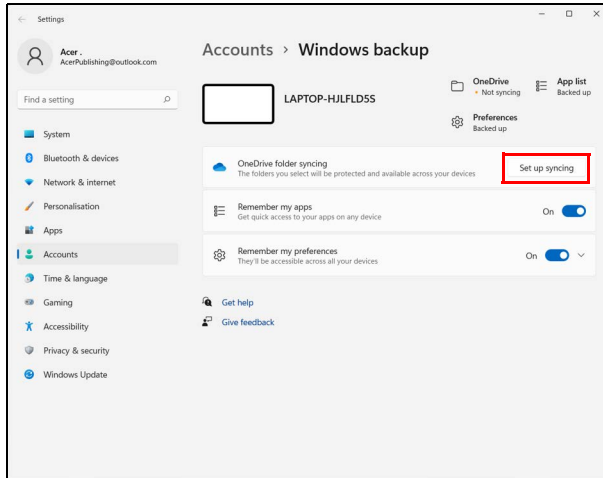 Settings
Acer .
AcerPublishing@outlook.com
Find a setting
System
Bluetooth & devices
Network & internet
Personalisation
Apps
Accounts
Time & language
Gaming
Accessibility
Privacy & security
Windows Update
Accounts > Windows backup
LAPTOP-HJLFLD5S
OneDrive
• Not syncing
App list
Backed up
Preferences
Backed up
OneDrive folder syncing
The folders you select will be protected and available across your devices
Set up syncing
Remember my apps
Get quick access to your apps on any device
On
Remember my preferences
They'll be accessible across all your devices
On
Get help
Give feedback